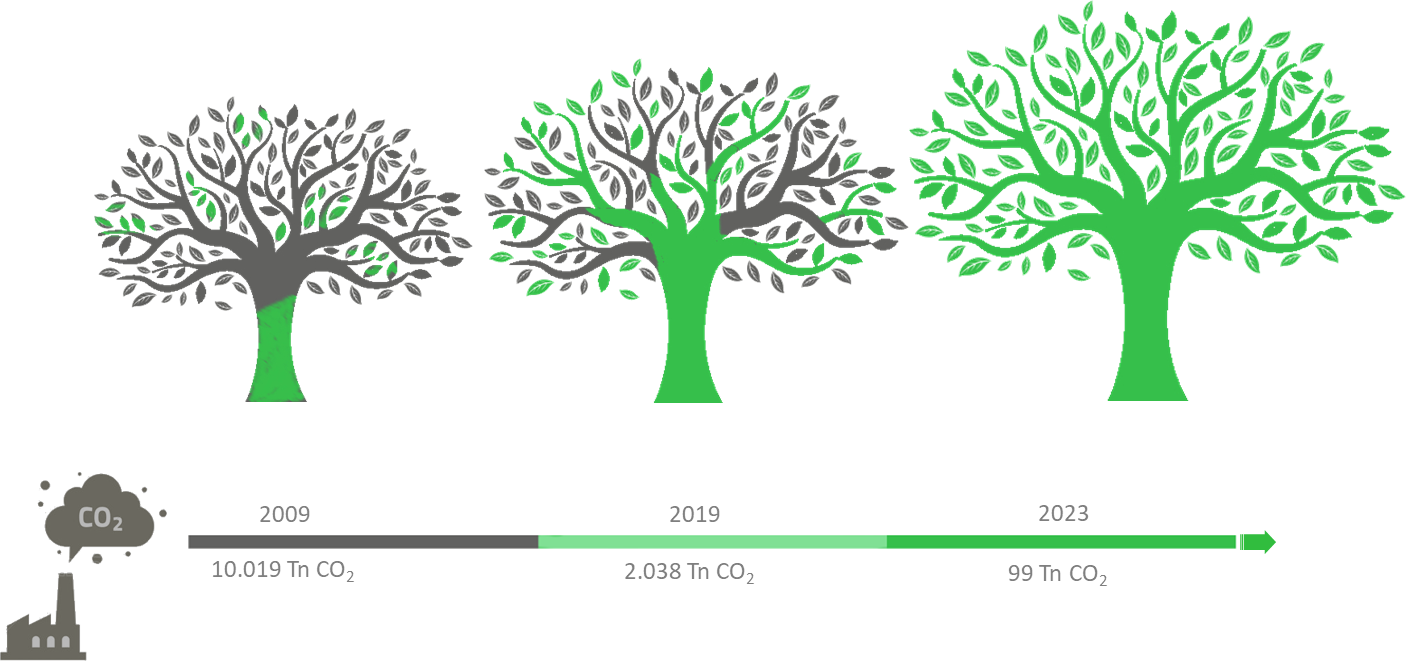 CO₂
2009
2019
2023
10.019 Tn CO₂
2.038 Tn CO₂
99 Tn CO₂